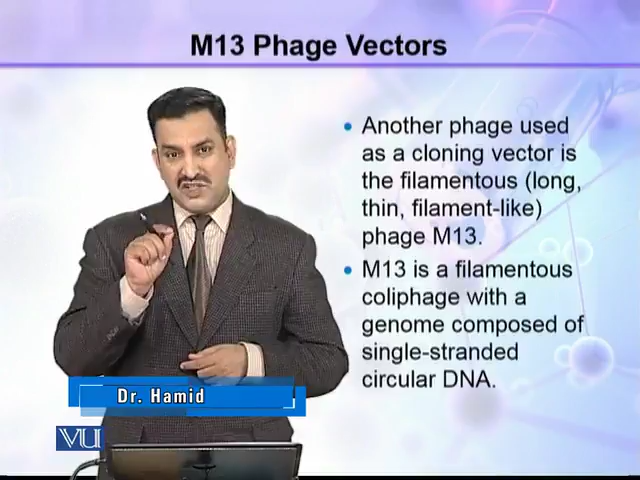 M13 Phage Vectors
Another phage used
as a cloning vector is
the filamentous (long,
thin, filament-like)
phage M13.
M13 is a filamentous
coliphage with a
genome composed of
single-stranded
circular DNA.
Dr. Hamid
VU